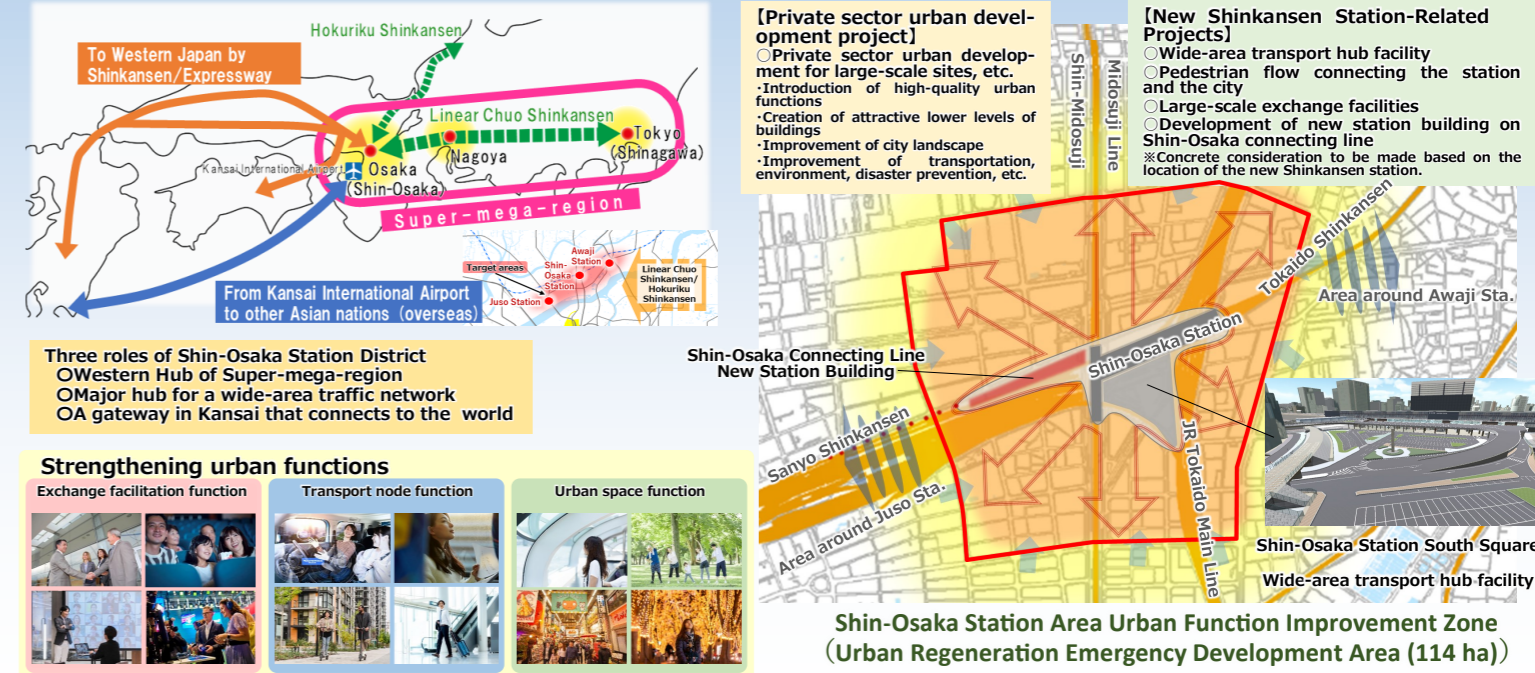 Hokuriku Shinkansen
To Western Japan by
Shinkansen/Expressway
Linear Chuo Shinkansen
Tokyo
(Shinagawa)
Nagoya
Kansai International Airport
Osaka
(Shin-Osaka)
Super-mega-region
From Kansai International Airport
to other Asian nations (overseas)
Target areas
Awaji
Station
Shin-
Osaka
Station
Juso Station
Linear Chuo
Shinkansen/
Hokuriku
Shinkansen
Three roles of Shin-Osaka Station District
○Western Hub of Super-mega-region
○Major hub for a wide-area traffic network
○A gateway in Kansai that connects to the world
Strengthening urban functions
Exchange facilitation function
Transport node function
Urban space function
【Private sector urban devel-
opment project】
○Private sector urban develop-
ment for large-scale sites, etc.
・Introduction of high-quality urban
functions
・Creation of attractive lower levels of
buildings
・Improvement of city landscape
・Improvement of transportation,
environment, disaster prevention, etc.
Shin-Midosuji
Midosuji Line
【New Shinkansen Station-Related
Projects】
○Wide-area transport hub facility
○Pedestrian flow connecting the station
and the city
○Large-scale exchange facilities
○Development of new station building on
Shin-Osaka connecting line
※Concrete consideration to be made based on the
location of the new Shinkansen station.
Tokaido Shinkansen
Area around Awaji Sta.
Shin-Osaka Station
Shin-Osaka Connecting Line
New Station Building
Sanyo Shinkansen
Area around Juso Sta.
JR Tokaido Main Line
Shin-Osaka Station South Square
Wide-area transport hub facility
Shin-Osaka Station Area Urban Function Improvement Zone
（Urban Regeneration Emergency Development Area (114 ha)）